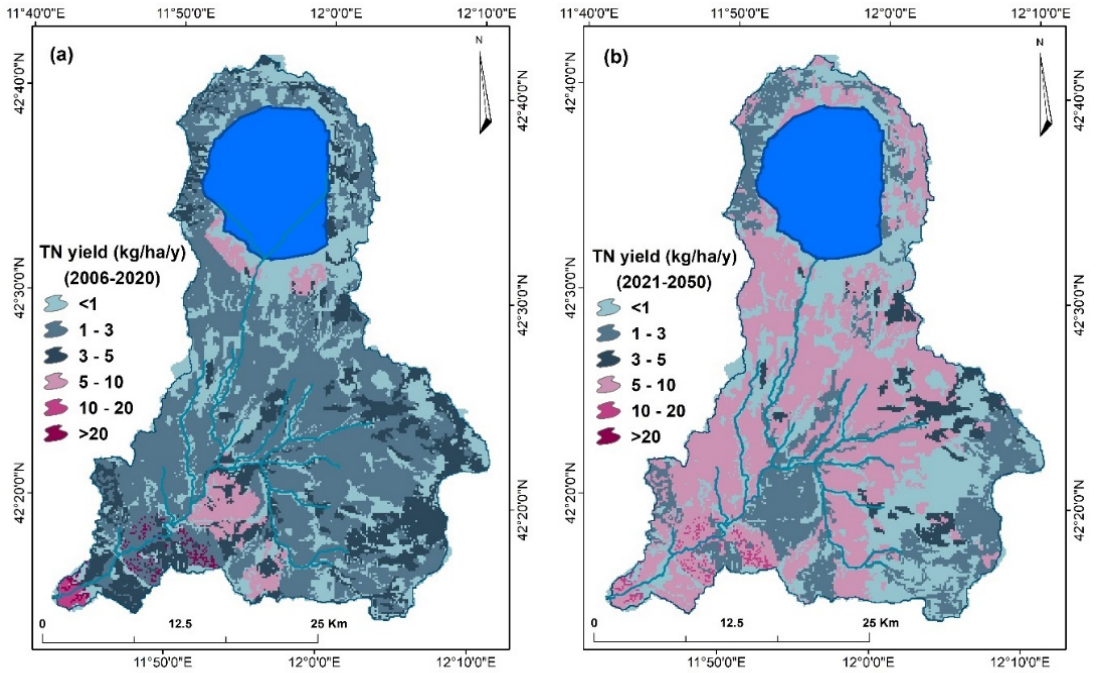 11°40'0"E 11°50'0"E 12°0'0"E 12°10'0"E
(a)
N
42°40'0"N
42°40'0"N
TN yield (kg/ha/y)
(2006-2020)
<1
1 - 3
3 - 5
5 - 10
10 - 20
>20
42°30'0"N
42°30'0"N
42°20'0"N
42°20'0"N
0 12.5 25 Km
11°50'0"E 12°0'0"E 12°10'0"E
11°40'0"E 11°50'0"E 12°0'0"E 12°10'0"E
(b)
N
42°40'0"N
42°40'0"N
TN yield (kg/ha/y)
(2021-2050)
<1
1 - 3
3 - 5
5 - 10
10 - 20
>20
42°30'0"N
42°30'0"N
42°20'0"N
42°20'0"N
0 12.5 25 Km
11°50'0"E 12°0'0"E 12°10'0"E